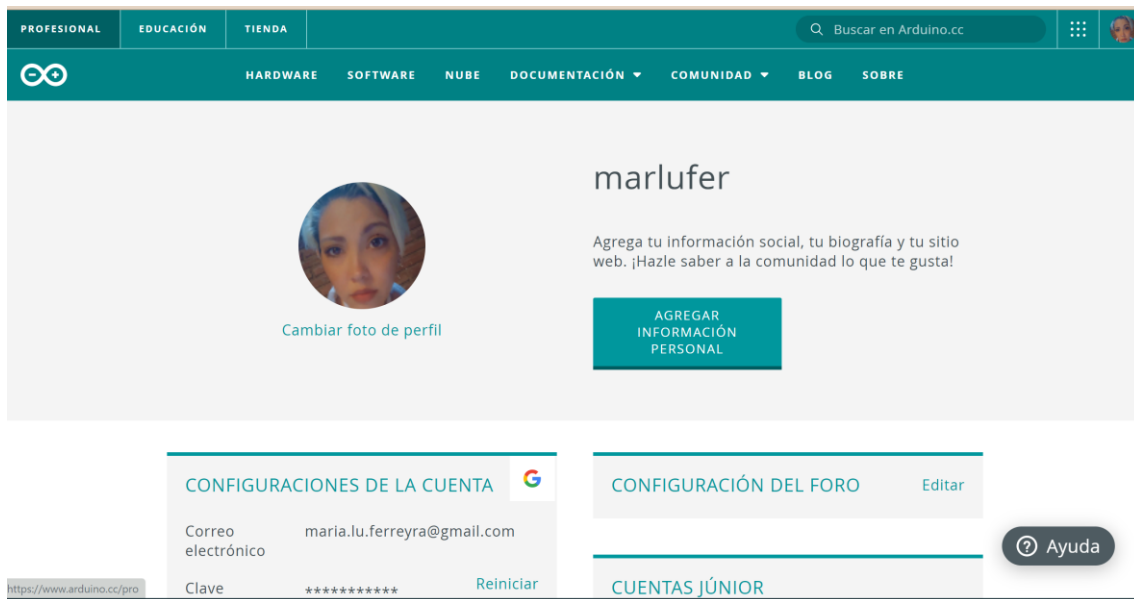 PROFESIONAL EDUCACIÓN TIENDA Buscar en Arduino.cc
HARDWARE SOFTWARE NUBE DOCUMENTACIÓN COMUNIDAD BLOG SOBRE
marlufer
Agrega tu información social, tu biografía y tu sitio
web. ¡Hazle saber a la comunidad lo que te gusta!
AGREGAR
INFORMACIÓN
PERSONAL
Cambiar foto de perfil
CONFIGURACIONES DE LA CUENTA
Correo
electrónico
maria.lu.ferreyra@gmail.com
Clave *********** Reiniciar
CONFIGURACIÓN DEL FORO Editar
CUENTAS JÚNIOR
Ayuda
https://www.arduino.cc/pro